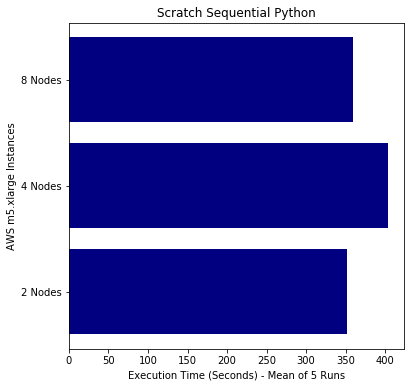 Scratch Sequential Python
8 Nodes
4 Nodes
2 Nodes
AWS m5.xlarge Instances
0 50 100 150 200 250 300 350 400
Execution Time (Seconds) - Mean of 5 Runs